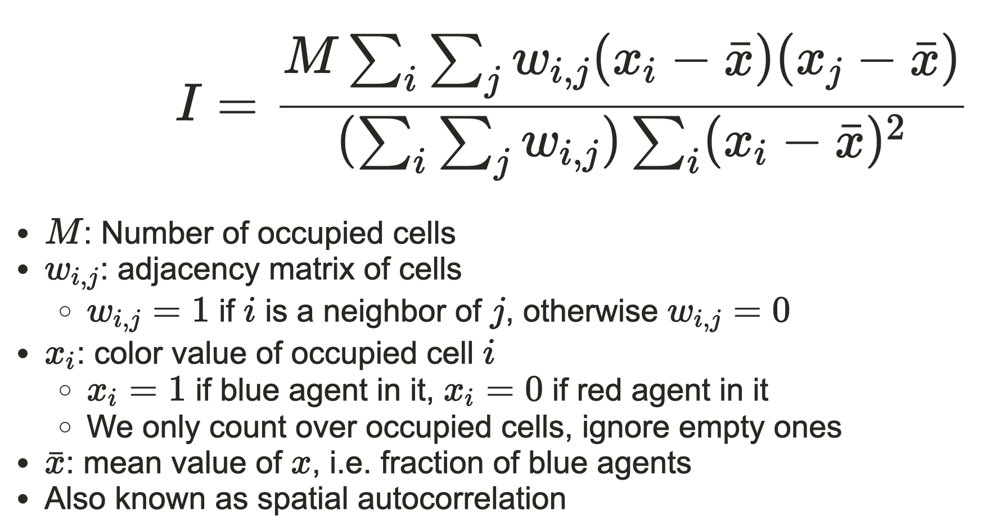 I = \frac{M \sum_i \sum_j w_{i,j}(x_i - \bar{x})(x_j - \bar{x})}{(\sum_i \sum_j w_{i,j}) \sum_i (x_i - \bar{x})^2}
• M: Number of occupied cells
• w_{i,j}: adjacency matrix of cells
○ w_{i,j} = 1 if i is a neighbor of j, otherwise w_{i,j} = 0
• x_i: color value of occupied cell i
○ x_i = 1 if blue agent in it, x_i = 0 if red agent in it
○ We only count over occupied cells, ignore empty ones
• \bar{x}: mean value of x, i.e. fraction of blue agents
• Also known as spatial autocorrelation